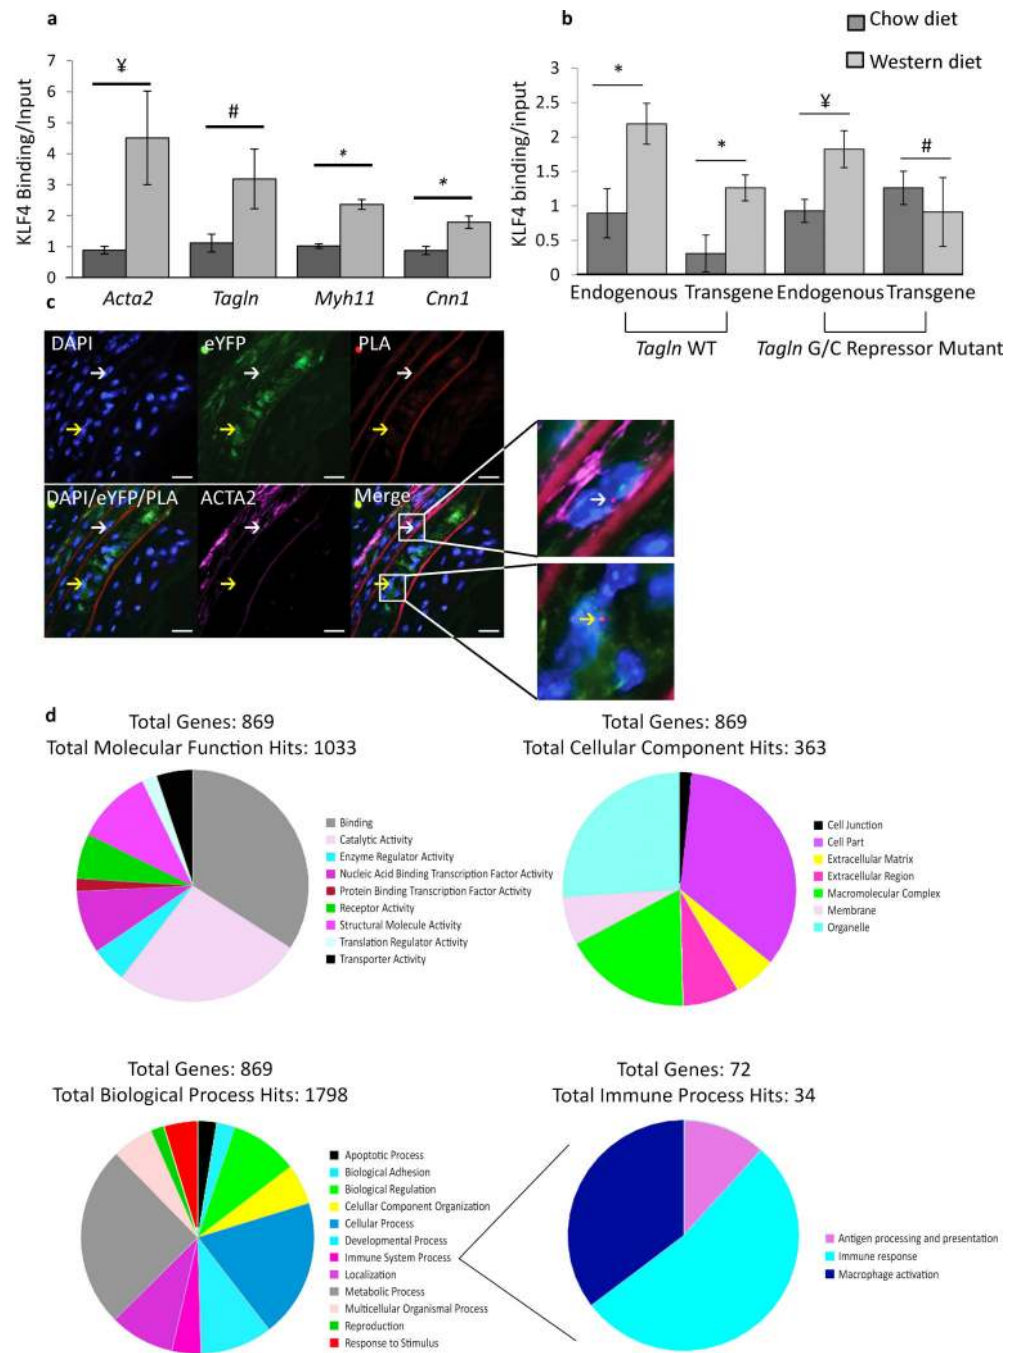 a
KLF4 Binding/Input
7
6
5
4
3
2
1
0
¥
#
*
*
Acta2 Tagln Myh11 Cnn1
b
Chow diet
Western diet
KLF4 binding/input
3
2.5
2
1.5
1
0.5
0
*
*
¥
#
Endogenous Transgene Endogenous Transgene
Tagln WT Tagln G/C Repressor Mutant
c
DAPI eYFP PLA
DAPI/eYFP/PLA ACTA2 Merge
d
Total Genes: 869
Total Molecular Function Hits: 1033
Binding
Catalytic Activity
Enzyme Regulator Activity
Nucleic Acid Binding Transcription Factor Activity
Protein Binding Transcription Factor Activity
Receptor Activity
Structural Molecule Activity
Translation Regulator Activity
Transporter Activity
Total Genes: 869
Total Cellular Component Hits: 363
Cell Junction
Cell Part
Extracellular Matrix
Extracellular Region
Macromolecular Complex
Membrane
Organelle
Total Genes: 869
Total Biological Process Hits: 1798
Apoptotic Process
Biological Adhesion
Biological Regulation
Celullar Component Organization
Cellular Process
Developmental Process
Immune System Process
Localization
Metabolic Process
Multicellular Organismal Process
Reproduction
Response to Stimulus
Total Genes: 72
Total Immune Process Hits: 34
Antigen processing and presentation
Immune response
Macrophage activation